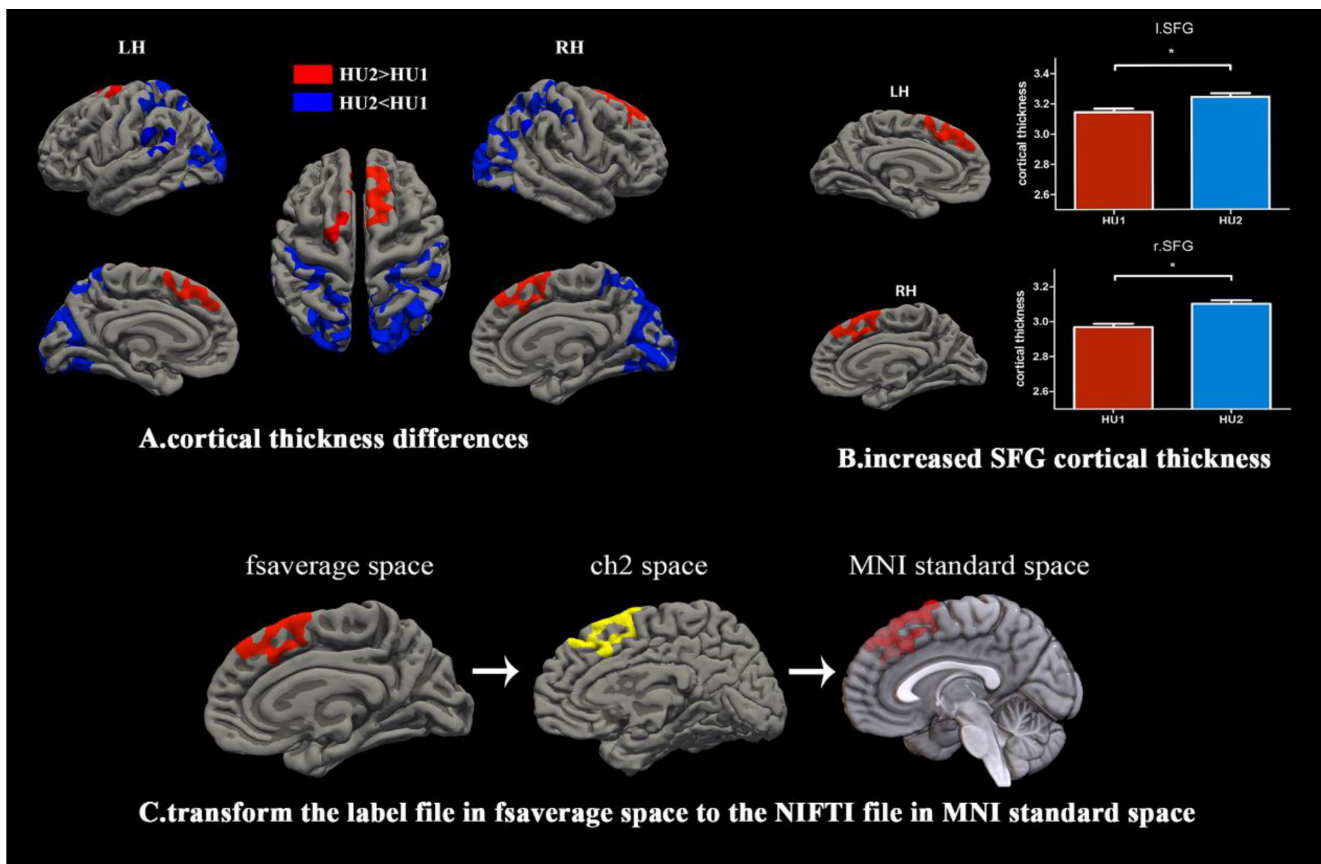 LH
RH
HU2>HU1
HU2<HU1
A.cortical thickness differences
l.SFG
*
LH
cortical thickness
3.4
3.2
3.0
2.8
2.6
HU1
HU2
r.SFG
*
RH
cortical thickness
3.2
3.0
2.8
2.6
HU1
HU2
B.increased SFG cortical thickness
fsaverage space
ch2 space
MNI standard space
C.transform the label file in fsaverage space to the NIFTI file in MNI standard space